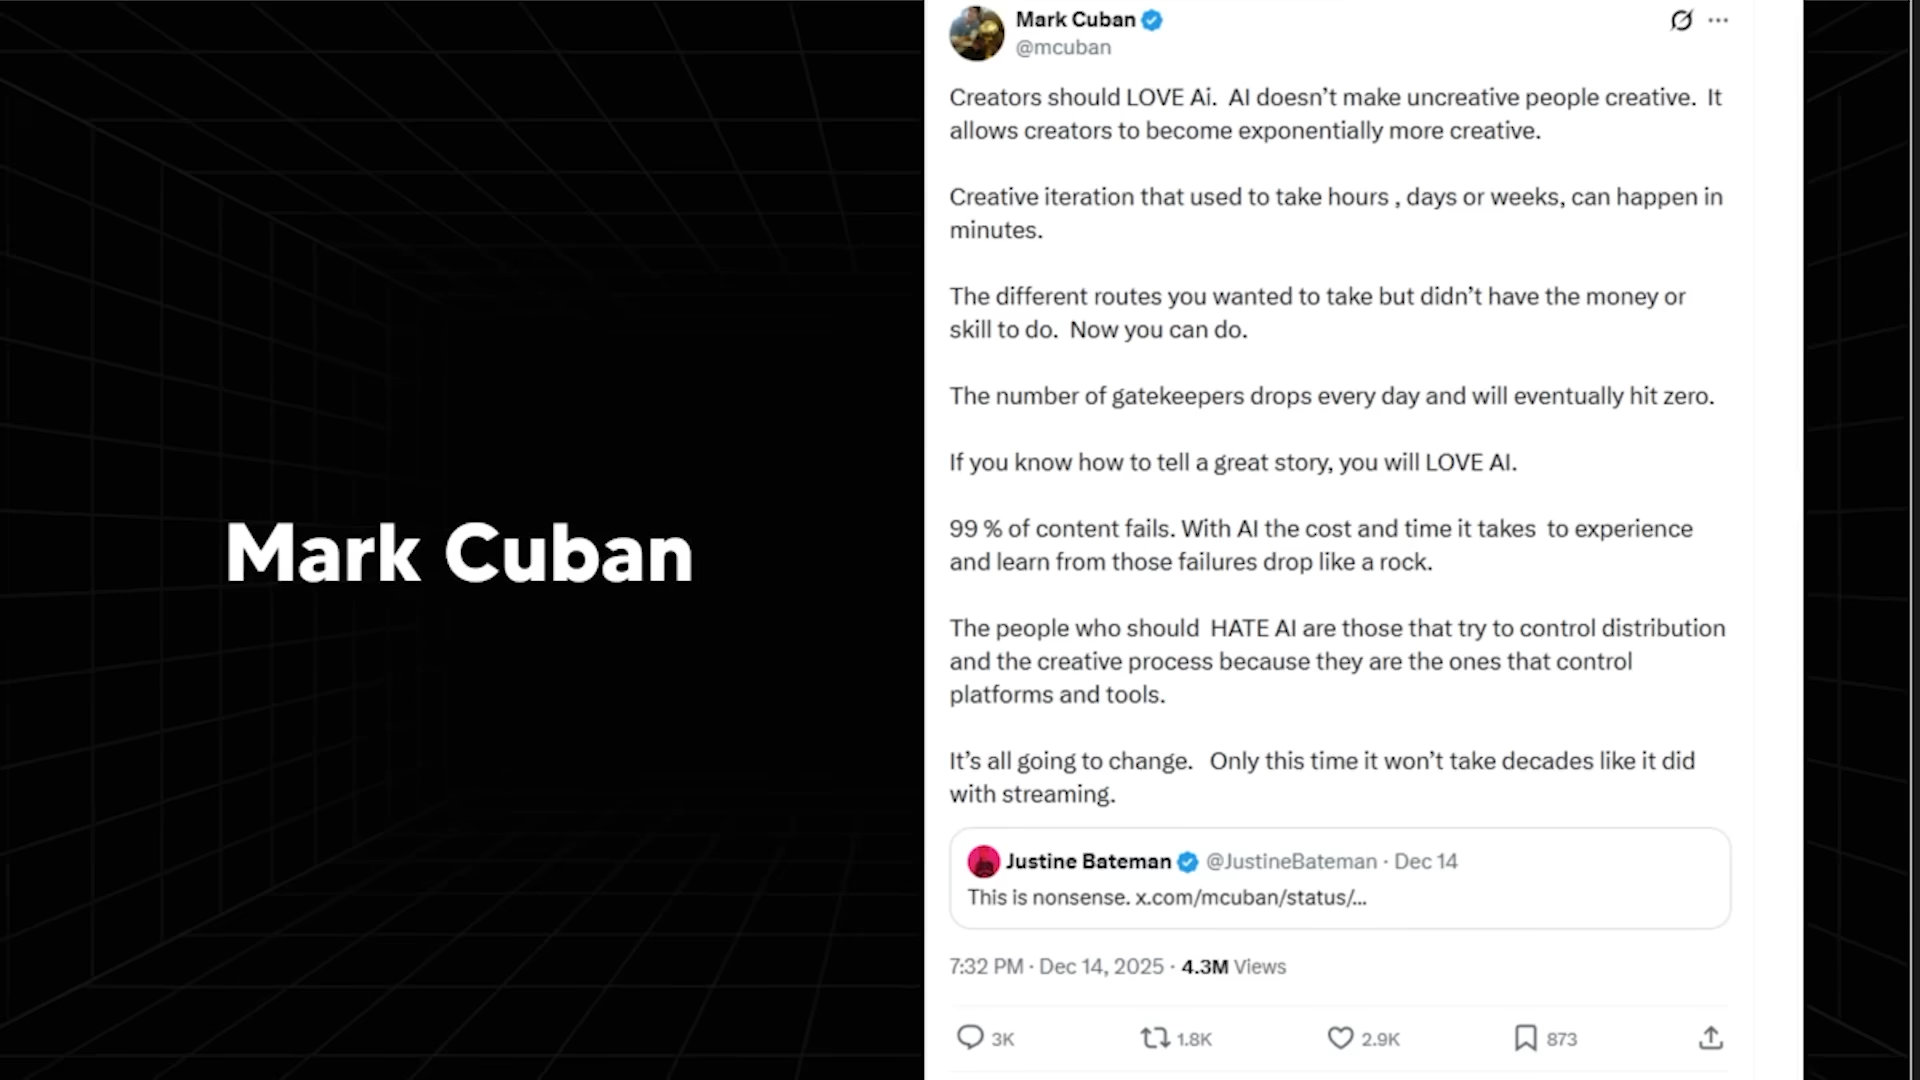 Mark Cuban
Mark Cuban
@mcuban
Creators should LOVE Ai.  AI doesn’t make uncreative people creative.  It
allows creators to become exponentially more creative.
Creative iteration that used to take hours , days or weeks, can happen in
minutes.
The different routes you wanted to take but didn’t have the money or
skill to do.  Now you can do.
The number of gatekeepers drops every day and will eventually hit zero.
If you know how to tell a great story, you will LOVE AI.
99 % of content fails. With AI the cost and time it takes  to experience
and learn from those failures drop like a rock.
The people who should  HATE AI are those that try to control distribution
and the creative process because they are the ones that control
platforms and tools.
It’s all going to change.   Only this time it won’t take decades like it did
with streaming.
Justine Bateman @JustineBateman · Dec 14
This is nonsense. x.com/mcuban/status/...
7:32 PM · Dec 14, 2025 · 4.3M Views
3K 1.8K 2.9K 873